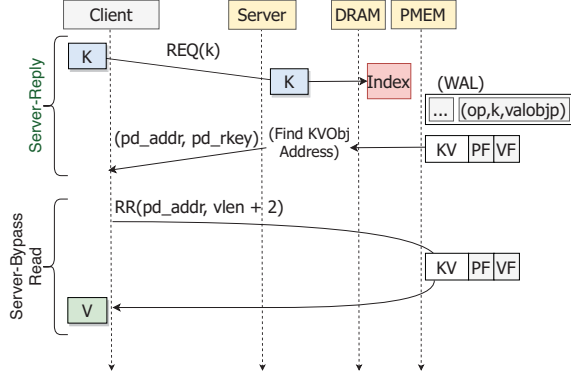 Client
Server
DRAM
PMEM
Server-Reply
K
REQ(k)
K
Index
(WAL)
... (op,k,valobjp)
(pd_addr, pd_rkey)
(Find KVObj
Address)
KV PF VF
Server-Bypass
Read
RR(pd_addr, vlen + 2)
KV PF VF
V